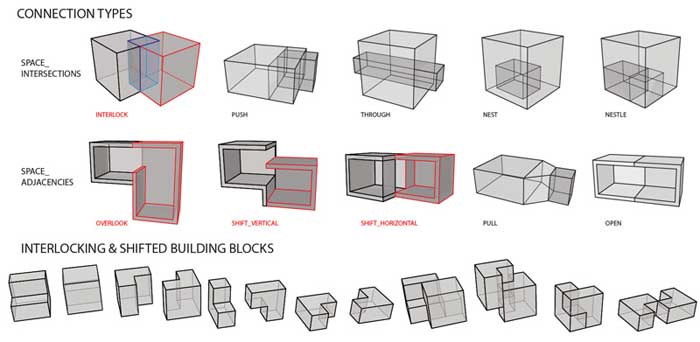 CONNECTION TYPES
SPACE_
INTERSECTIONS
INTERLOCK
PUSH
THROUGH
NEST
NESTLE
SPACE_
ADJACENCIES
OVERLOOK
SHIFT_VERTICAL
SHIFT_HORIZONTAL
PULL
OPEN
INTERLOCKING & SHIFTED BUILDING BLOCKS